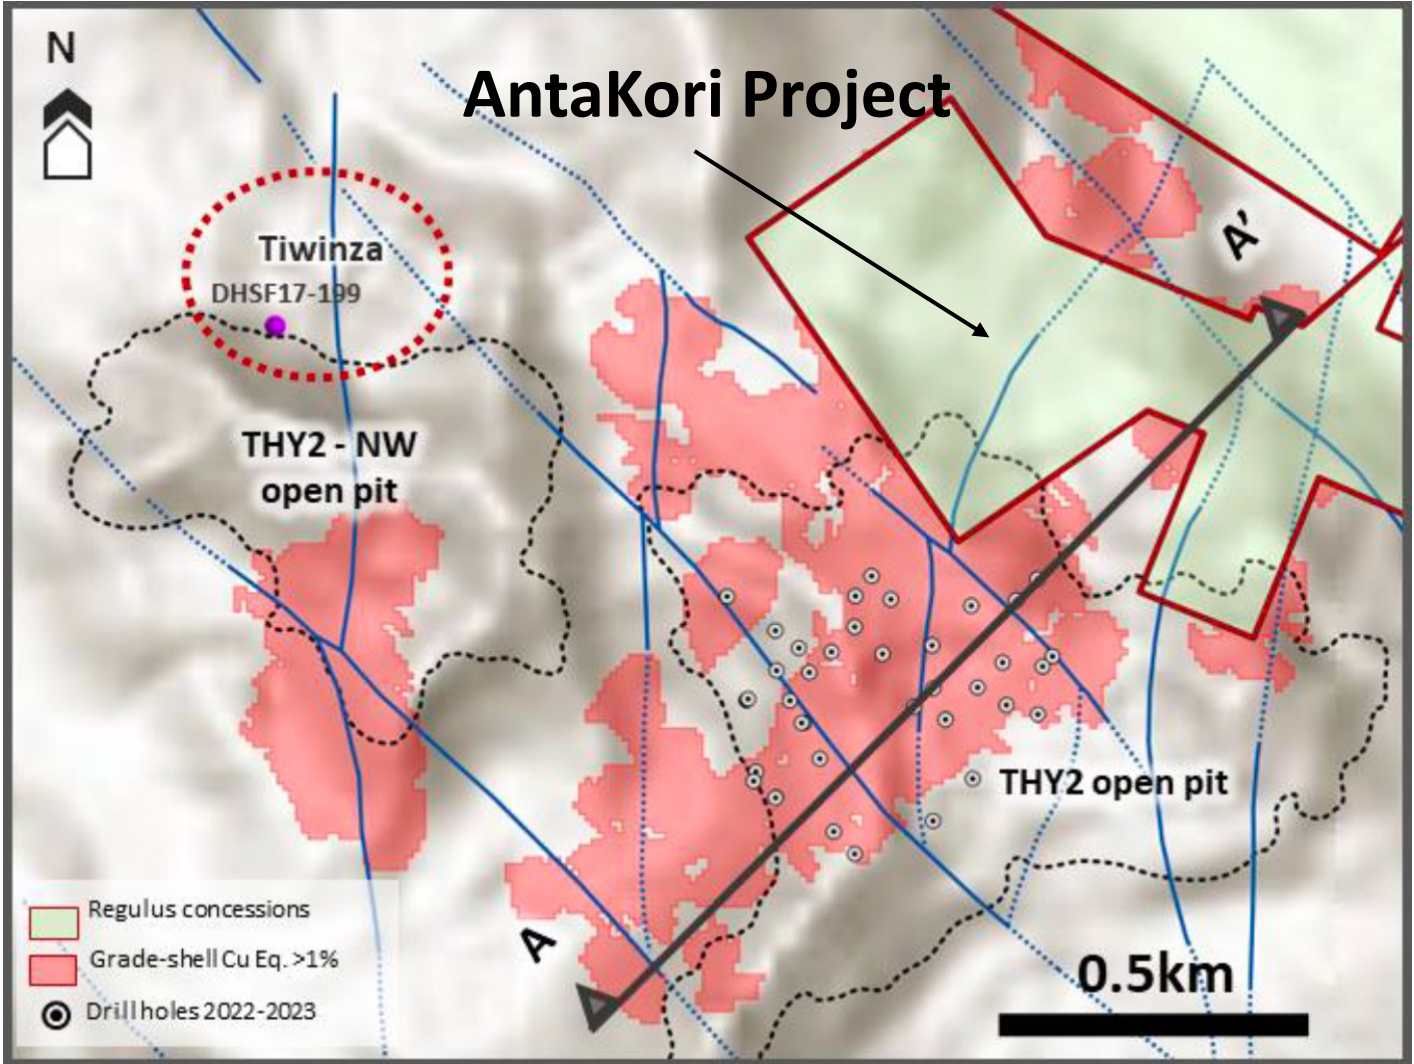 N
AntaKori Project
Tiwinza
DHSF17-199
A'
THY2 - NW
open pit
THY2 open pit
A
Regulus concessions
Grade-shell Cu Eq. >1%
Drill holes 2022-2023
0.5km